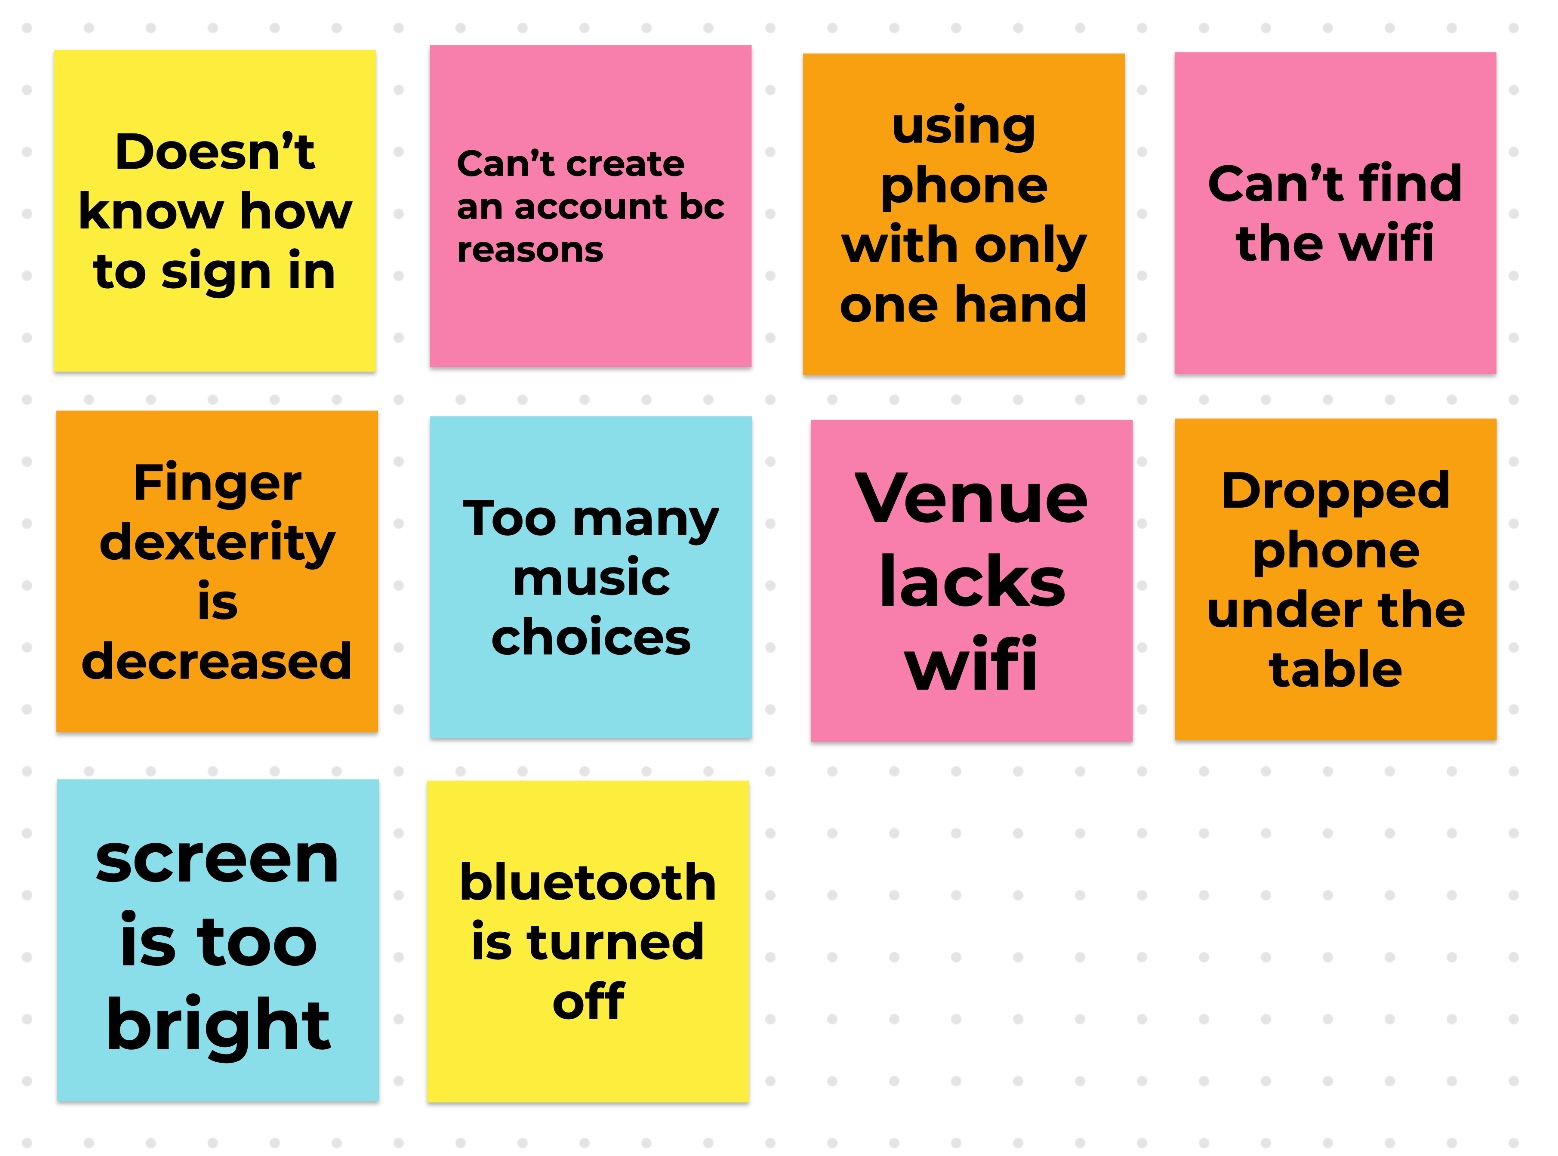 Doesn’t
know how
to sign in
Can’t create
an account bc
reasons
using
phone
with only
one hand
Can’t find
the wifi
Finger
dexterity
is
decreased
Too many
music
choices
Venue
lacks
wifi
Dropped
phone
under the
table
screen
is too
bright
bluetooth
is turned
off